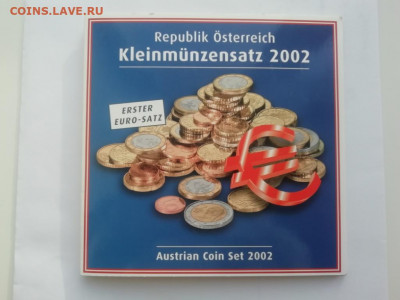 COINS.LAVE.RU
Republik Österreich
Kleinmünzensatz 2002
ERSTER
EURO-SATZ
Austrian Coin Set 2002